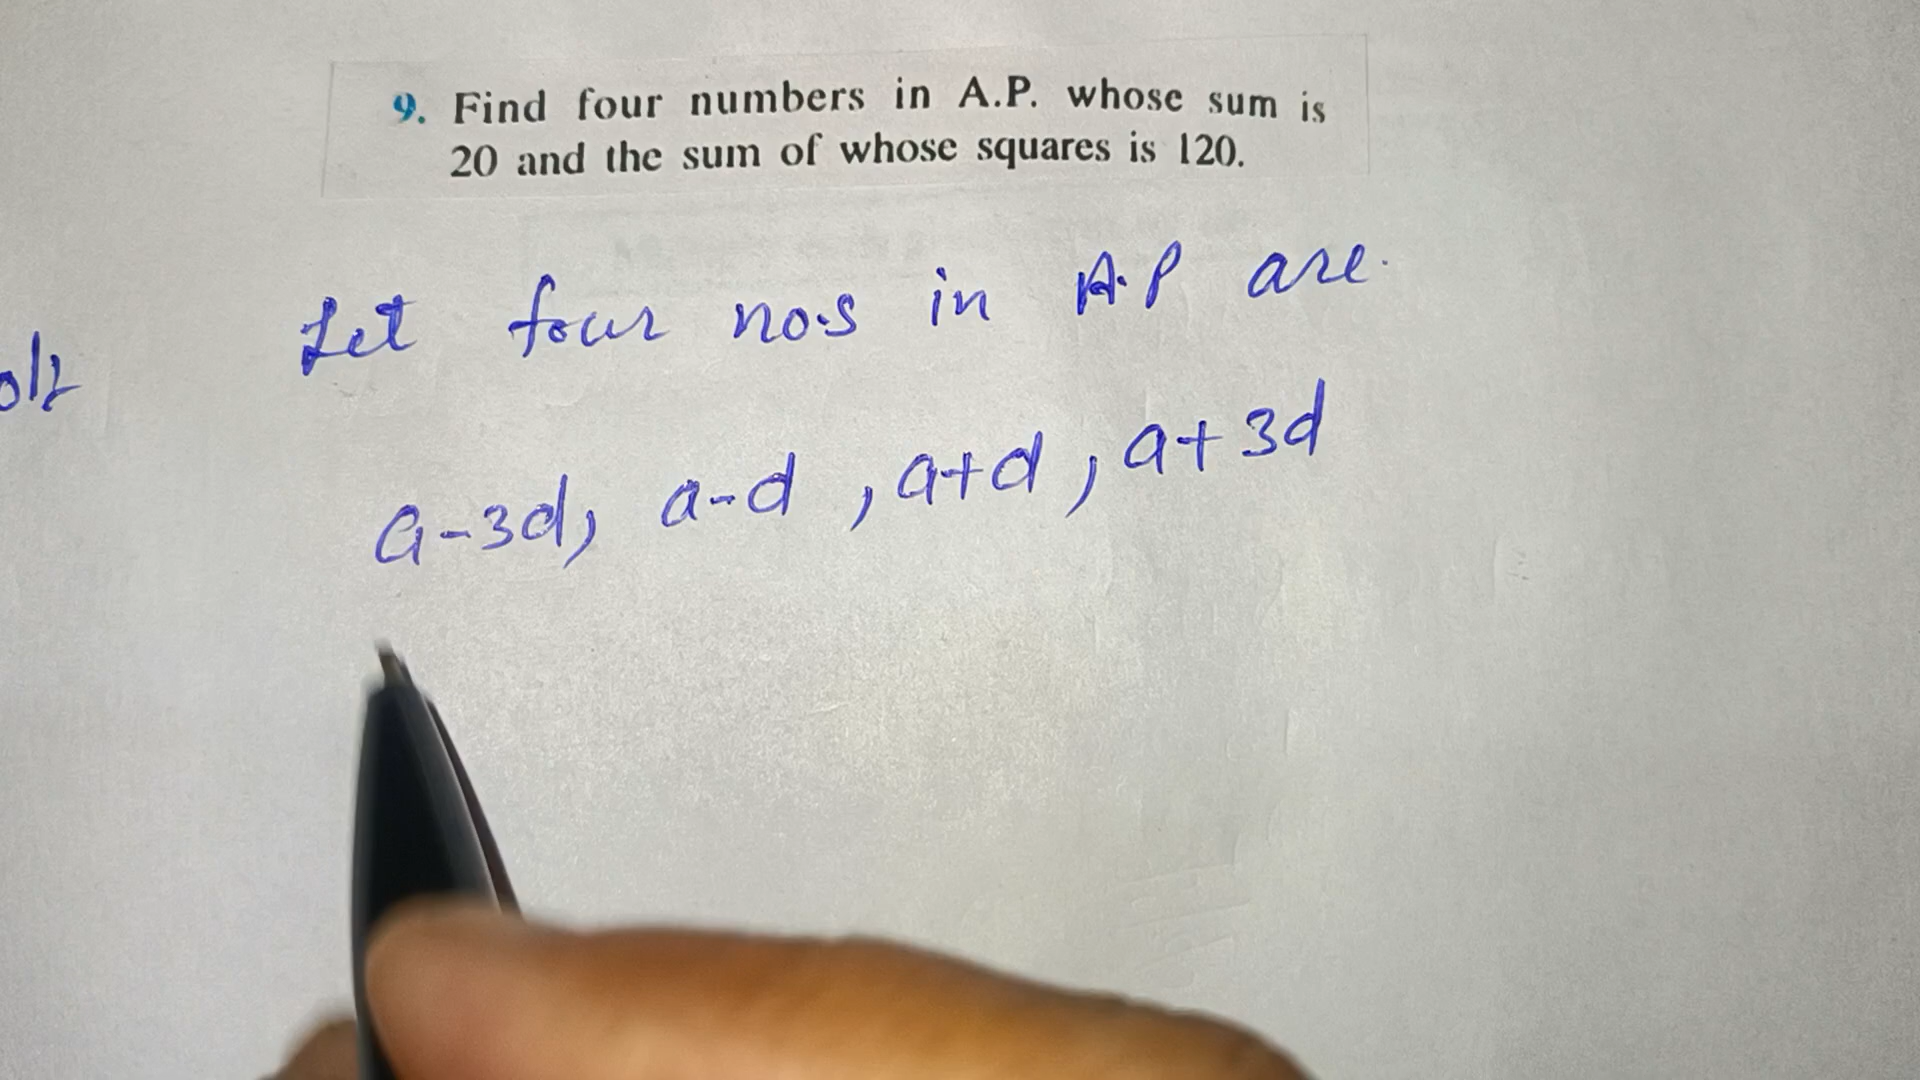 9. Find four numbers in A.P. whose sum is
20 and the sum of whose squares is 120.
Let four no.s in A.P are.
a-3d, a-d, a+d, a+3d